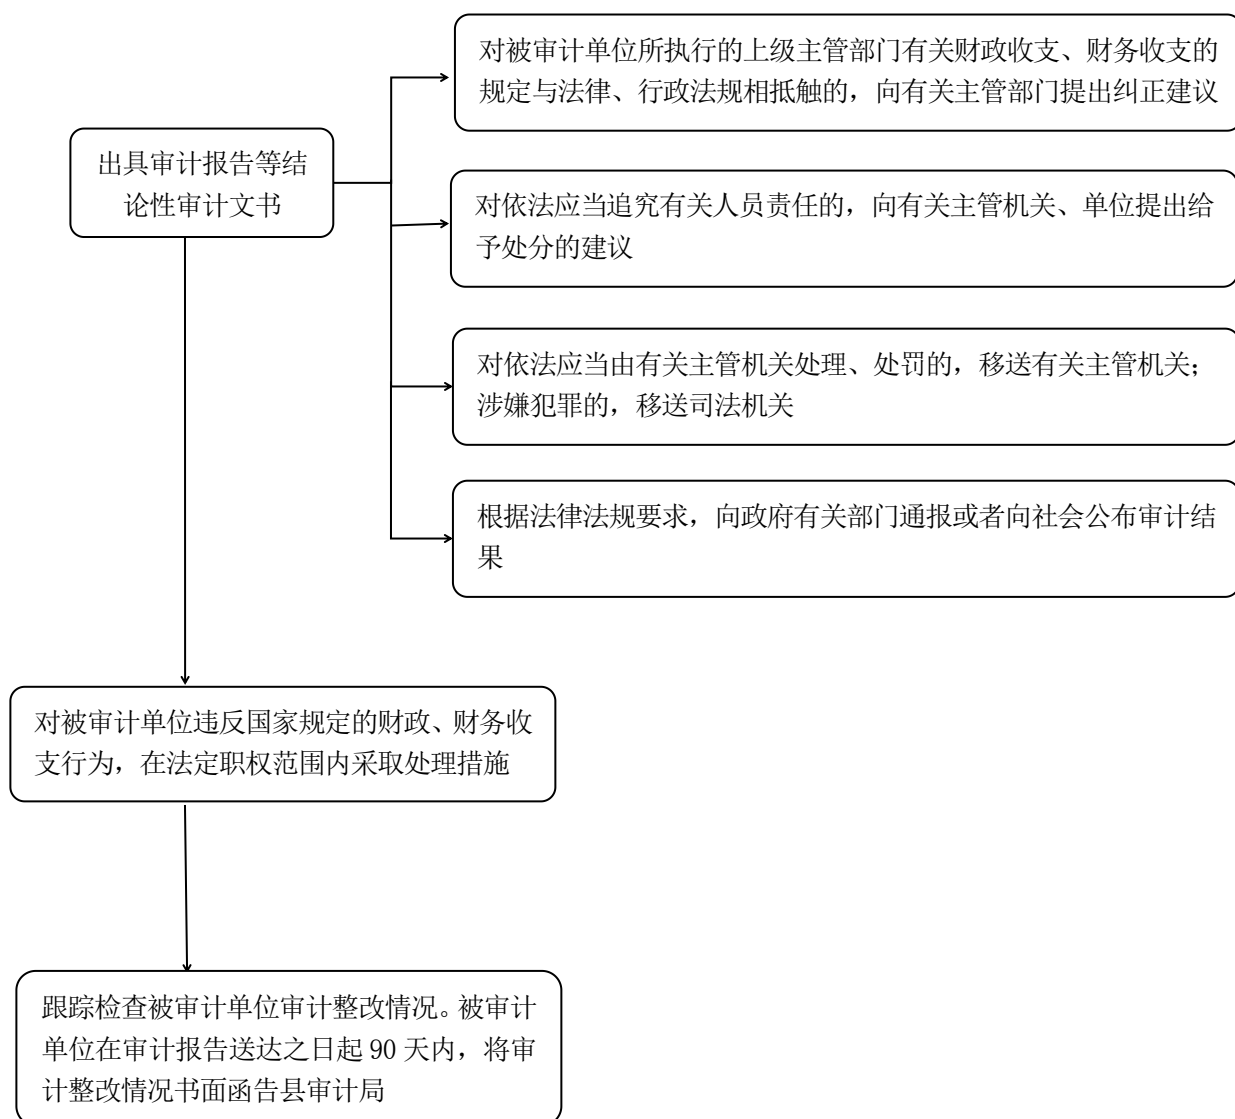 对被审计单位所执行的上级主管部门有关财政收支、财务收支的
规定与法律、行政法规相抵触的，向有关主管部门提出纠正建议
出具审计报告等结
论性审计文书
对依法应当追究有关人员责任的，向有关主管机关、单位提出给
予处分的建议
对依法应当由有关主管机关处理、处罚的，移送有关主管机关；
涉嫌犯罪的，移送司法机关
根据法律法规要求，向政府有关部门通报或者向社会公布审计结
果
对被审计单位违反国家规定的财政、财务收
支行为，在法定职权范围内采取处理措施
跟踪检查被审计单位审计整改情况。被审计
单位在审计报告送达之日起 90 天内，将审
计整改情况书面函告县审计局